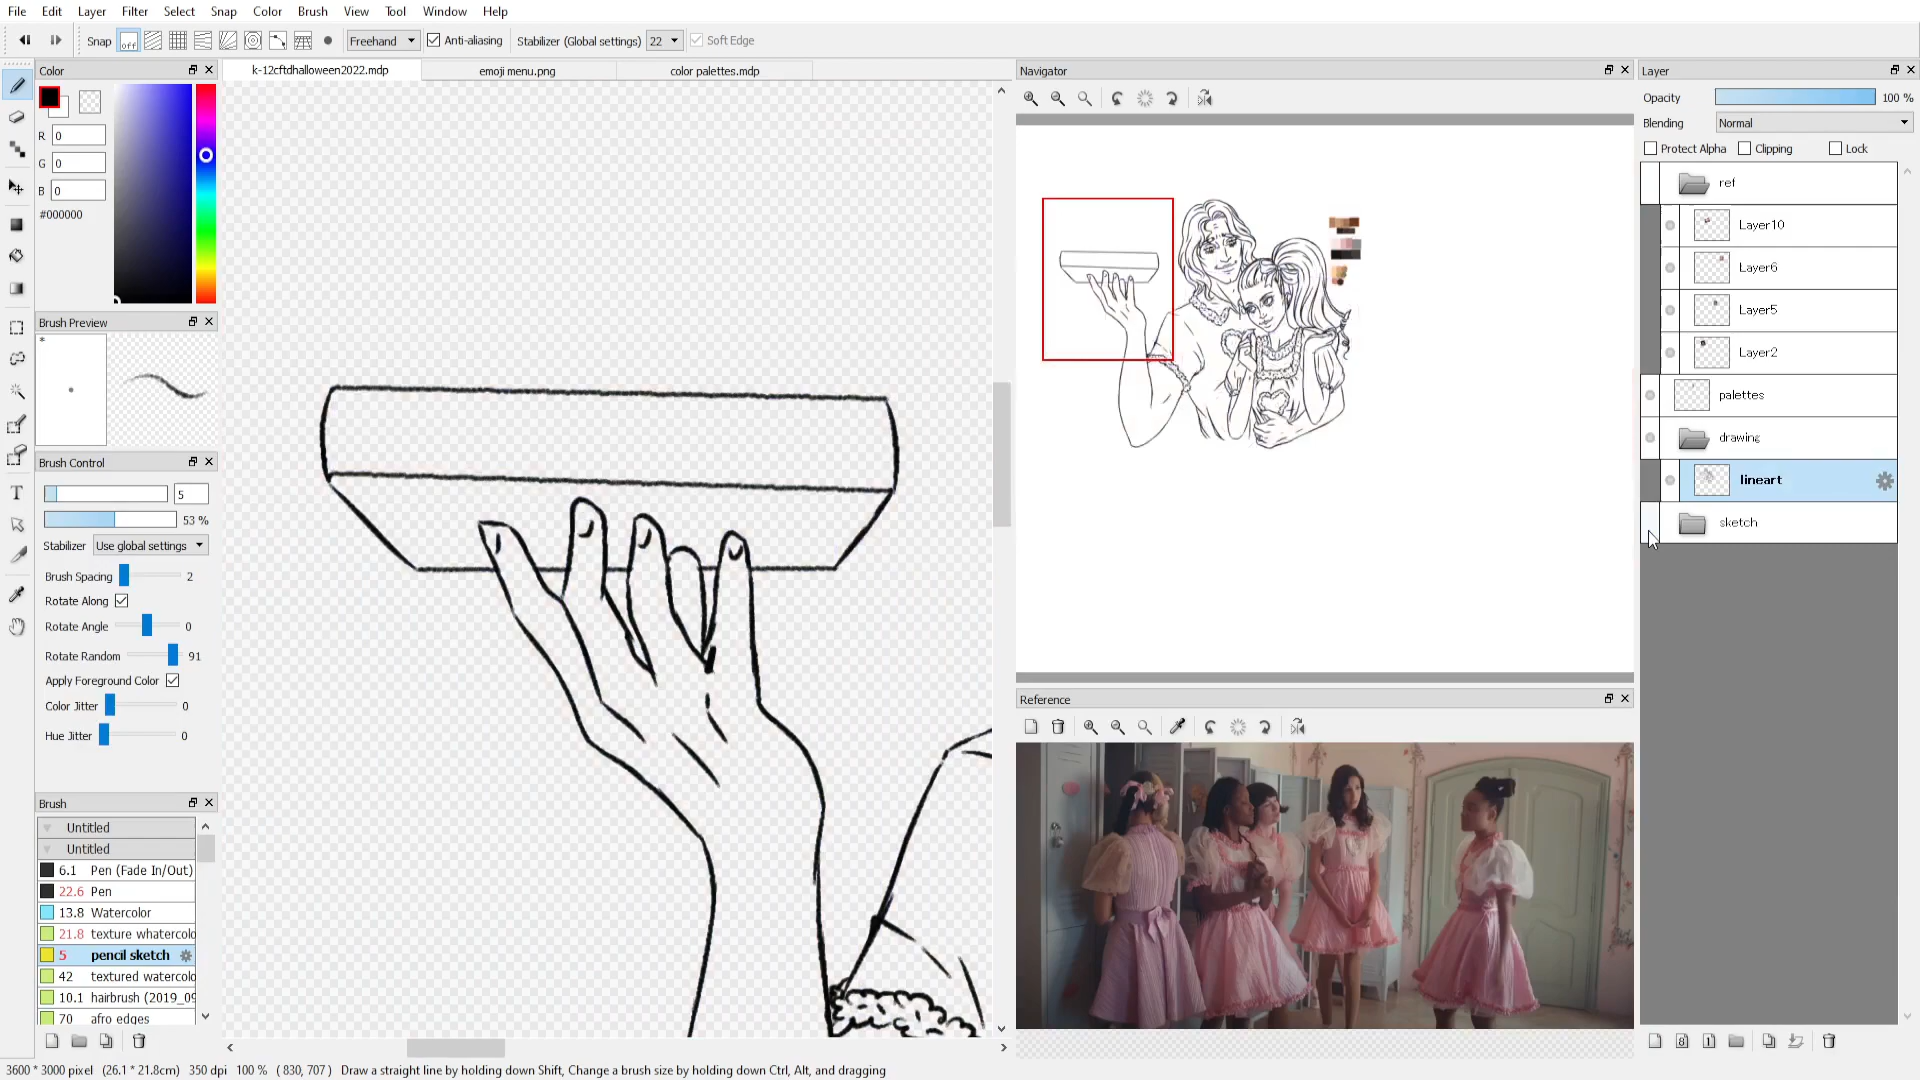 File Edit Layer Filter Select Snap Color Brush View Tool Window Help
Snap off Freehand Anti-aliasing Stabilizer (Global settings) 22 Soft Edge
Color
k-12cftdhalloween2022.mdp emoji menu.png color palettes.mdp
Navigator
Layer
R 0
G 0
B 0
#000000
Opacity 100 %
Blending Normal
Protect Alpha Clipping Lock
ref
Layer10
Layer6
Layer5
Layer2
palettes
drawing
lineart
sketch
Brush Preview
*
Brush Control
5
53 %
Stabilizer Use global settings
Brush Spacing 2
Rotate Along
Rotate Angle 0
Rotate Random 91
Apply Foreground Color
Color Jitter 0
Hue Jitter 0
Reference
Brush
Untitled
Untitled
6.1 Pen (Fade In/Out)
22.6 Pen
13.8 Watercolor
21.8 texture whatercolo
5 pencil sketch
42 textured watercolo
10.1 hairbrush (2019_09
70 afro edges
T
8
1
3600 * 3000 pixel (26.1 * 21.8cm) 350 dpi 100 % ( 830, 707 ) Draw a straight line by holding down Shift, Change a brush size by holding down Ctrl, Alt, and dragging